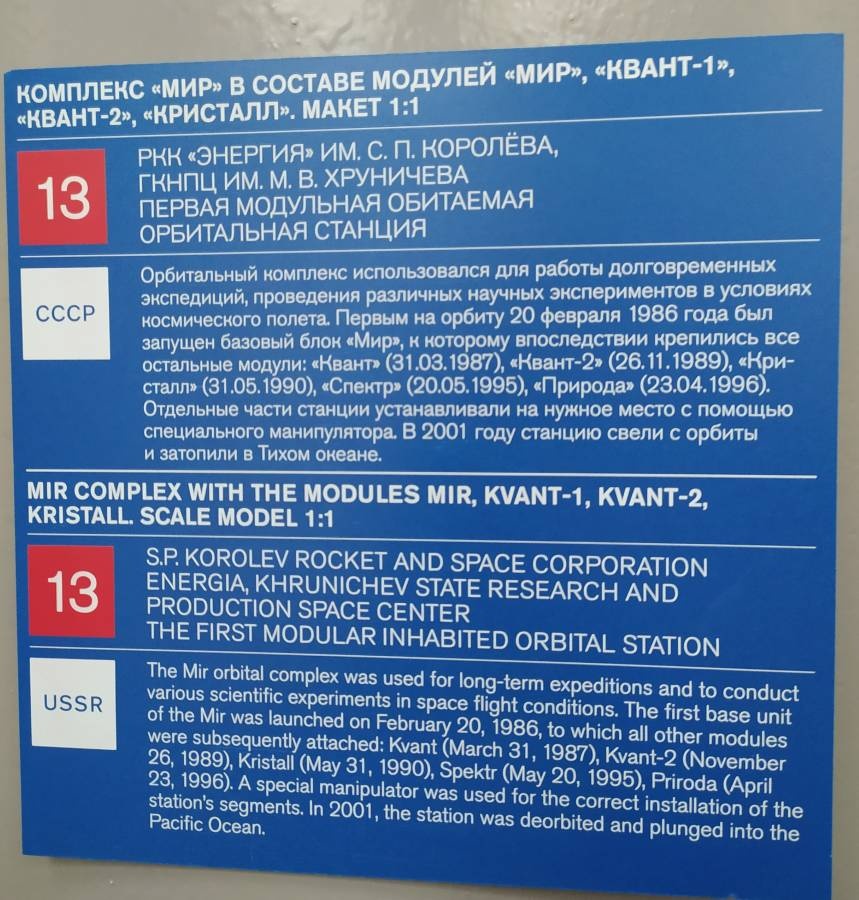 КОМПЛЕКС «МИР» В СОСТАВЕ МОДУЛЕЙ «МИР», «КВАНТ-1»,
«КВАНТ-2», «КРИСТАЛЛ». МАКЕТ 1:1
13
РКК «ЭНЕРГИЯ» ИМ. С. П. КОРОЛЁВА,
ГКНПЦ ИМ. М. В. ХРУНИЧЕВА
ПЕРВАЯ МОДУЛЬНАЯ ОБИТАЕМАЯ
ОРБИТАЛЬНАЯ СТАНЦИЯ
СССР
Орбитальный комплекс использовался для работы долговременных
экспедиций, проведения различных научных экспериментов в условиях
космического полета. Первым на орбиту 20 февраля 1986 года был
запущен базовый блок «Мир», к которому впоследствии крепились все
остальные модули: «Квант» (31.03.1987), «Квант-2» (26.11.1989), «Кри-
сталл» (31.05.1990), «Спектр» (20.05.1995), «Природа» (23.04.1996).
Отдельные части станции устанавливали на нужное место с помощью
специального манипулятора. В 2001 году станцию свели с орбиты
и затопили в Тихом океане.
MIR COMPLEX WITH THE MODULES MIR, KVANT-1, KVANT-2,
KRISTALL. SCALE MODEL 1:1
13
S.P. KOROLEV ROCKET AND SPACE CORPORATION
ENERGIA, KHRUNICHEV STATE RESEARCH AND
PRODUCTION SPACE CENTER
THE FIRST MODULAR INHABITED ORBITAL STATION
USSR
The Mir orbital complex was used for long-term expeditions and to conduct
various scientific experiments in space flight conditions. The first base unit
of the Mir was launched on February 20, 1986, to which all other modules
were subsequently attached: Kvant (March 31, 1987), Kvant-2 (November
26, 1989), Kristall (May 31, 1990), Spektr (May 20, 1995), Priroda (April
23, 1996). A special manipulator was used for the correct installation of the
station's segments. In 2001, the station was deorbited and plunged into the
Pacific Ocean.